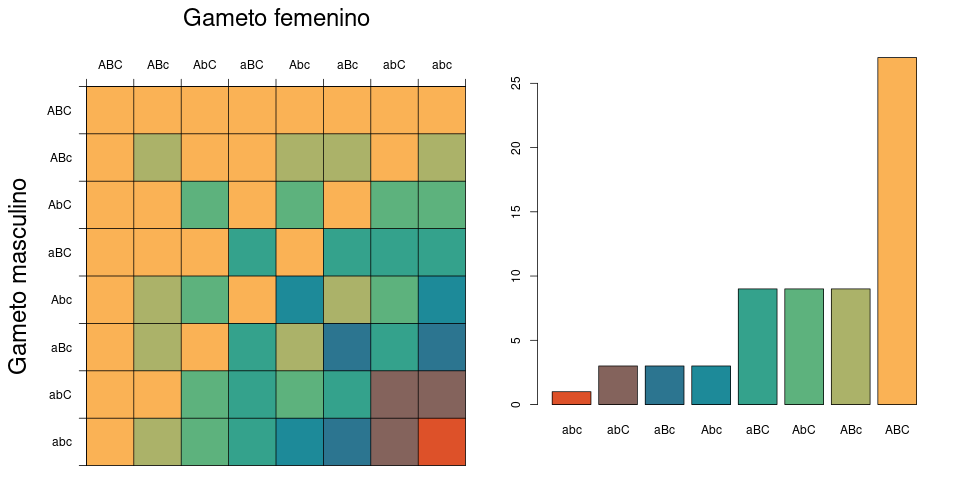 Gameto femenino
ABC ABc AbC aBC Abc aBc abC abc
Gameto masculino
ABC
ABc
AbC
aBC
Abc
aBc
abC
abc
25
20
15
10
5
0
abc abC aBc Abc aBC AbC ABc ABC